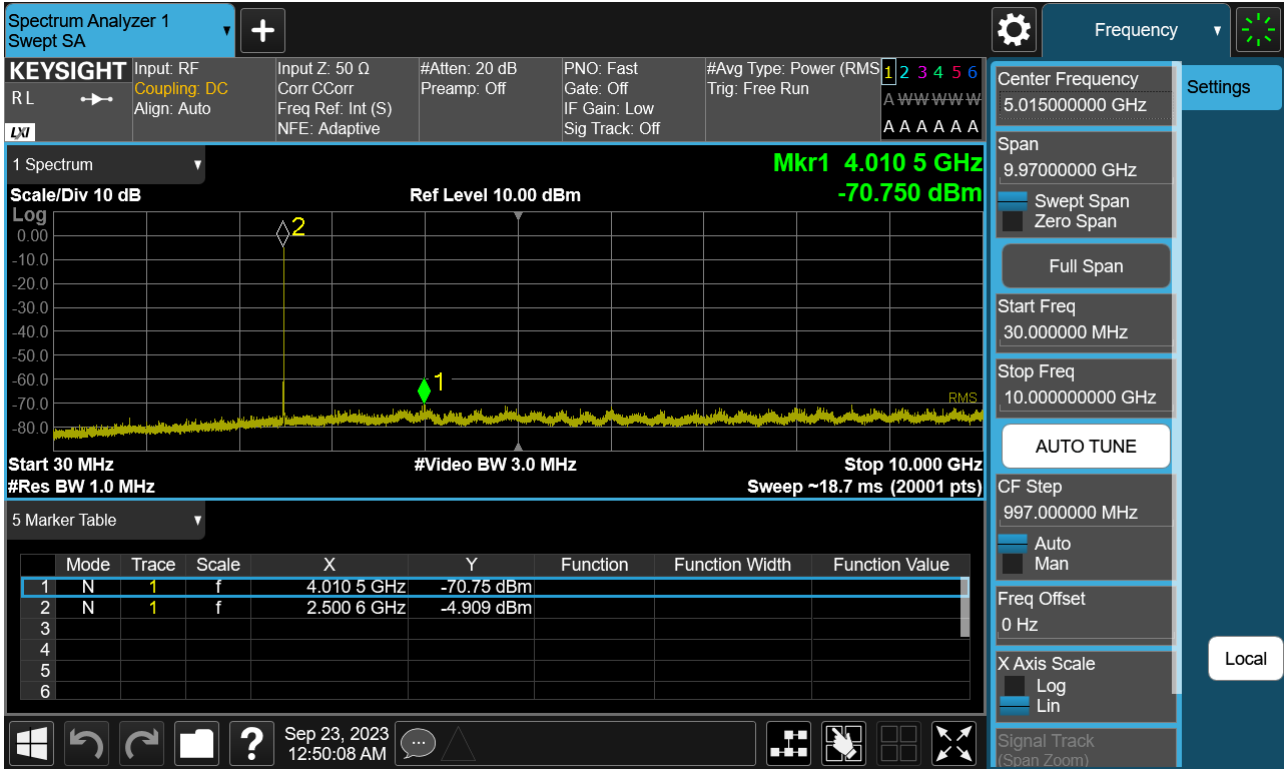 Spectrum Analyzer 1
Swept SA
Frequency
KEYSIGHT
R L
LXI
Input: RF
Coupling: DC
Align: Auto
Input Z: 50 Ω
Corr CCorr
Freq Ref: Int (S)
NFE: Adaptive
#Atten: 20 dB
Preamp: Off
PNO: Fast
Gate: Off
IF Gain: Low
Sig Track: Off
#Avg Type: Power (RMS
Trig: Free Run
1 2 3 4 5 6
A W W W W W
A A A A A A
1 Spectrum
Mkr1 4.010 5 GHz
-70.750 dBm
Scale/Div 10 dB
Ref Level 10.00 dBm
Log
0.00
-10.0
-20.0
-30.0
-40.0
-50.0
-60.0
-70.0
-80.0
2
1
RMS
Start 30 MHz
#Video BW 3.0 MHz
Stop 10.000 GHz
#Res BW 1.0 MHz
Sweep ~18.7 ms (20001 pts)
5 Marker Table
Mode Trace Scale X Y Function Function Width Function Value
1 N 1 f 4.010 5 GHz -70.75 dBm
2 N 1 f 2.500 6 GHz -4.909 dBm
3
4
5
6
Sep 23, 2023
12:50:08 AM
Center Frequency
5.015000000 GHz
Settings
Span
9.97000000 GHz
Swept Span
Zero Span
Full Span
Start Freq
30.000000 MHz
Stop Freq
10.000000000 GHz
AUTO TUNE
CF Step
997.000000 MHz
Auto
Man
Freq Offset
0 Hz
X Axis Scale
Log
Lin
Local
Signal Track
(Span Zoom)